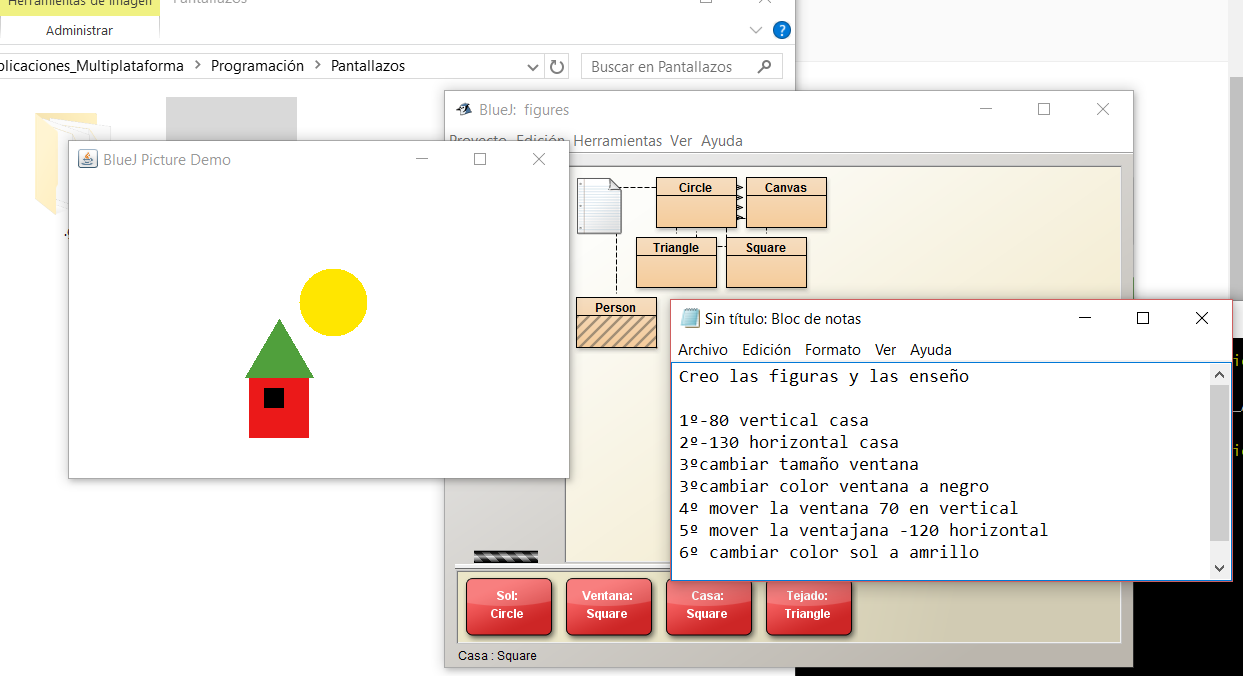 Herramientas de imagen
Pantallazos
Administrar
?
plicaciones_Multiplataforma > Programación > Pantallazos
Buscar en Pantallazos
BlueJ: figures
Proyecto Edición Herramientas Ver Ayuda
BlueJ Picture Demo
Circle
Canvas
Triangle
Square
Person
Sin título: Bloc de notas
Archivo Edición Formato Ver Ayuda
Creo las figuras y las enseño
1º-80 vertical casa
2º-130 horizontal casa
3ºcambiar tamaño ventana
3ºcambiar color ventana a negro
4º mover la ventana 70 en vertical
5º mover la ventajana -120 horizontal
6º cambiar color sol a amrillo
Sol:
Circle
Ventana:
Square
Casa:
Square
Tejado:
Triangle
Casa : Square